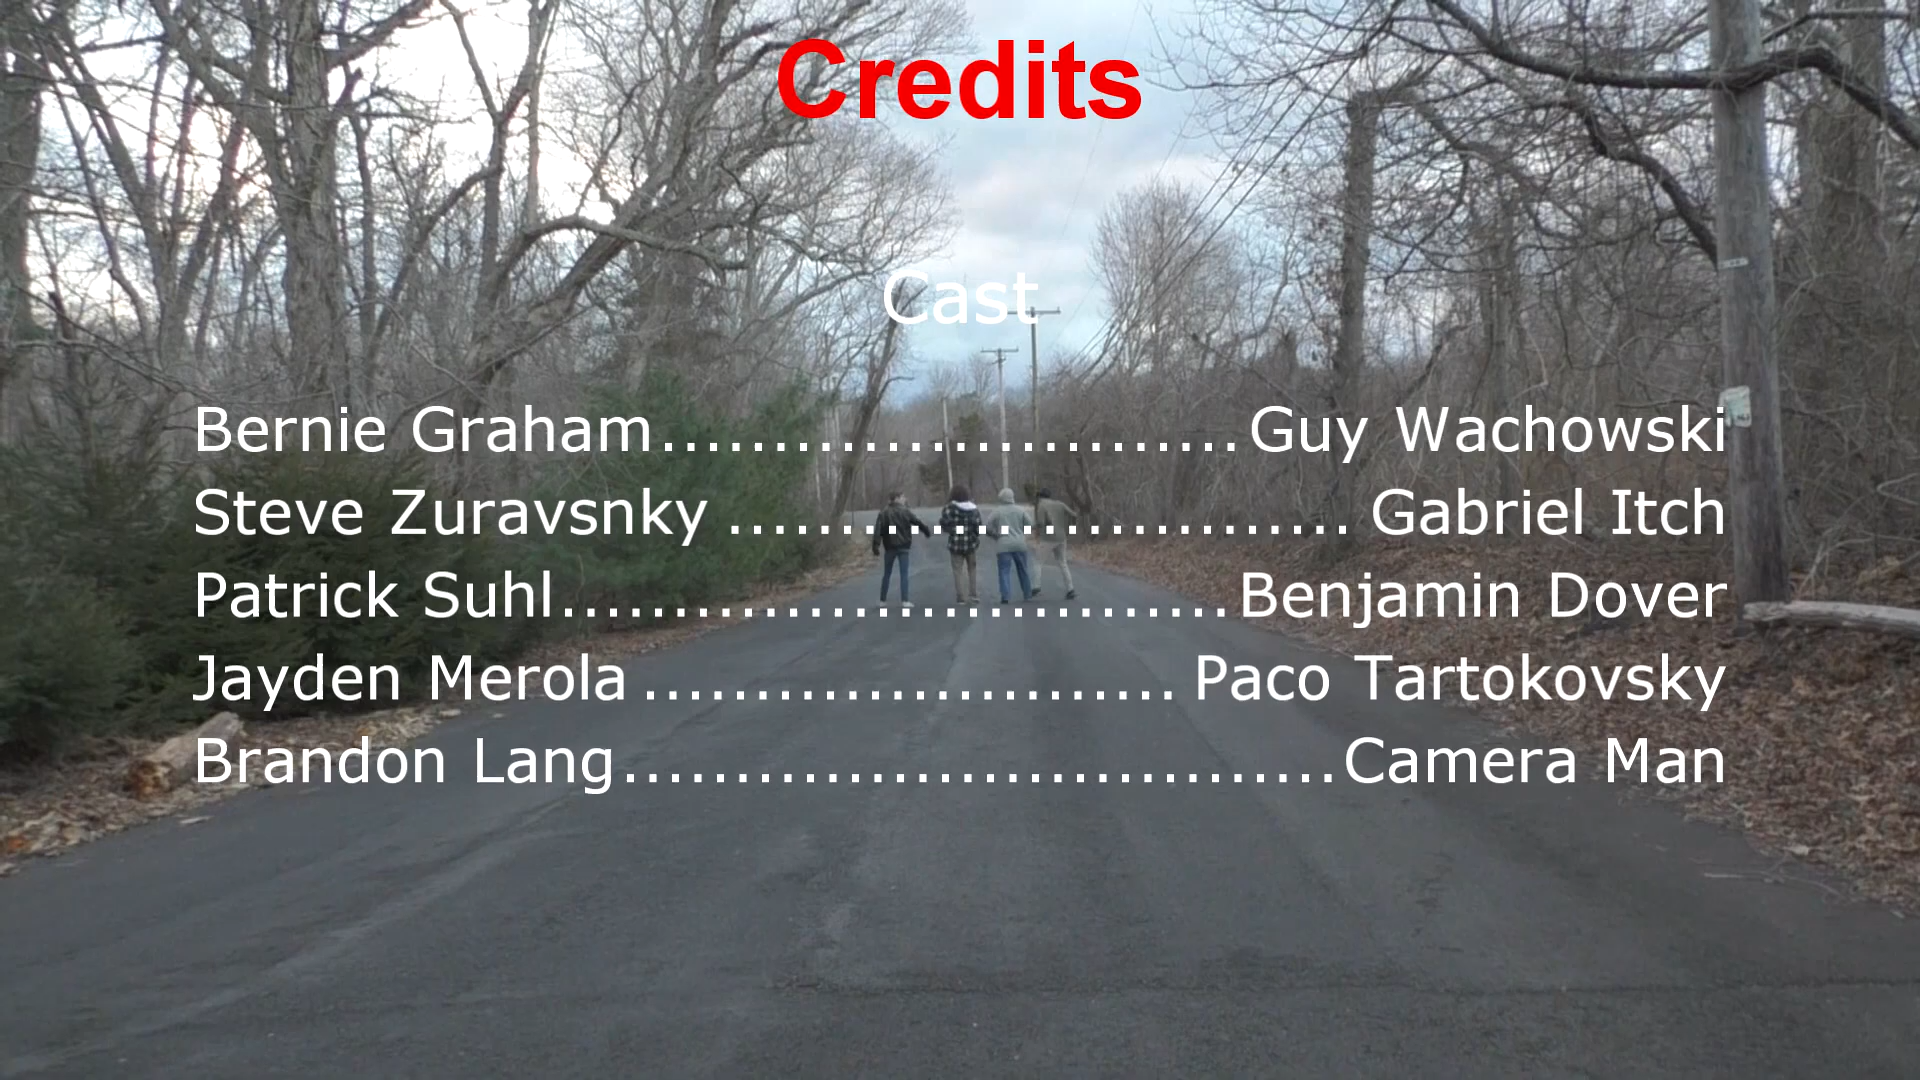 Credits
Cast
Bernie Graham..........................Guy Wachowski
Steve Zuravsnky ............................ Gabriel Itch
Patrick Suhl..............................Benjamin Dover
Jayden Merola ........................ Paco Tartokovsky
Brandon Lang................................Camera Man